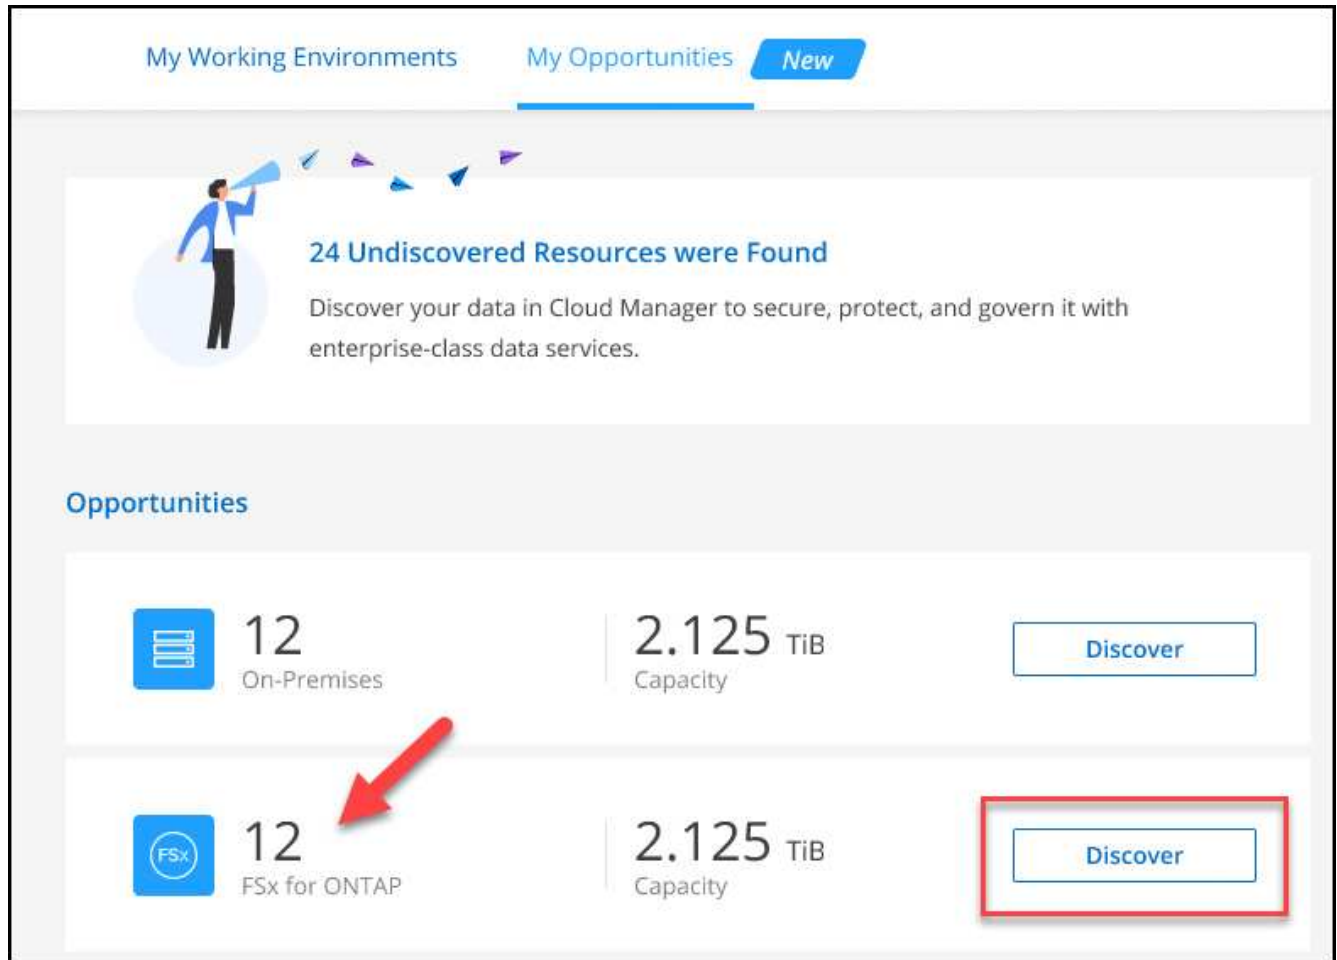 My Working Environments My Opportunities New
24 Undiscovered Resources were Found
Discover your data in Cloud Manager to secure, protect, and govern it with
enterprise-class data services.
Opportunities
12 2.125 TiB Discover
On-Premises Capacity
FSx 12 2.125 TiB Discover
FSx for ONTAP Capacity